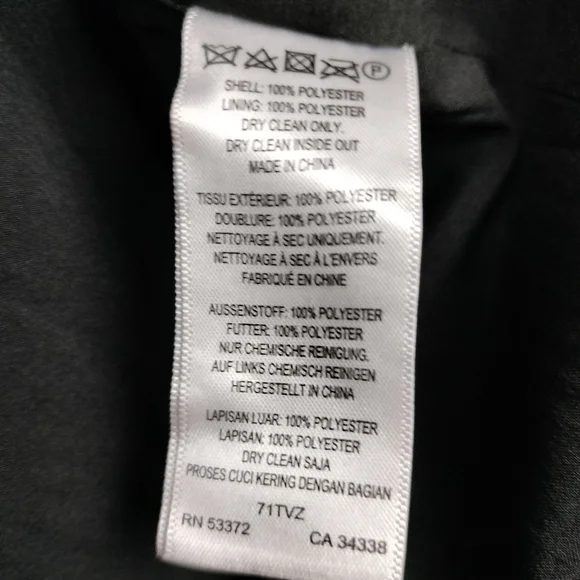 P
SHELL: 100% POLYESTER
LINING: 100% POLYESTER
DRY CLEAN ONLY.
DRY CLEAN INSIDE OUT
MADE IN CHINA
TISSU EXTÉRIEUR: 100% POLYESTER
DOUBLURE: 100% POLYESTER
NETTOYAGE À SEC UNIQUEMENT.
NETTOYAGE À SEC À L'ENVERS
FABRIQUÉ EN CHINE
AUSSENSTOFF: 100% POLYESTER
FUTTER: 100% POLYESTER
NUR CHEMISCHE REINIGUNG.
AUF LINKS CHEMISCH REINIGEN
HERGESTELLT IN CHINA
LAPISAN LUAR: 100% POLYESTER
LAPISAN: 100% POLYESTER
DRY CLEAN SAJA
PROSES CUCI KERING DENGAN BAGIAN
71TVZ
RN 53372 CA 34338